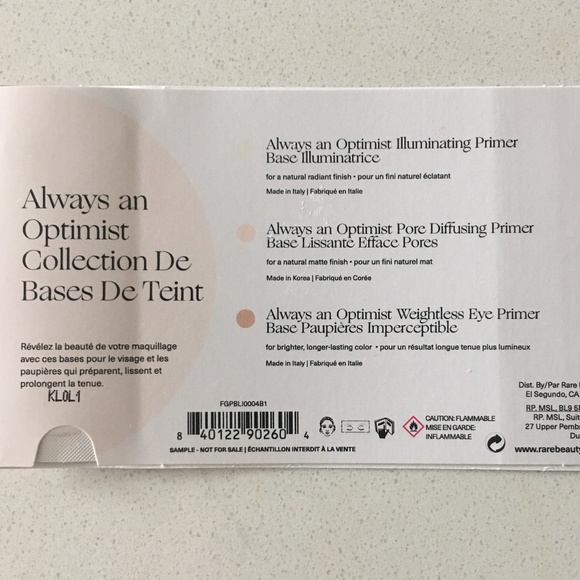 Always an
Optimist
Collection De
Bases De Teint
Révélez la beauté de votre maquillage
avec ces bases pour le visage et les
paupières qui préparent, lissent et
prolongent la tenue.
KLOL1
Always an Optimist Illuminating Primer
Base Illuminatrice
for a natural radiant finish • pour un fini naturel éclatant
Made in Italy | Fabriqué en Italie
Always an Optimist Pore Diffusing Primer
Base Lissante Efface Pores
for a natural matte finish • pour un fini naturel mat
Made in Korea | Fabriqué en Corée
Always an Optimist Weightless Eye Primer
Base Paupières Imperceptible
for brighter, longer-lasting color • pour un résultat longue tenue plus lumineux
Made in Italy | Fabriqué en Italie
FGPBLI0004B1
8 40122 90260 4
SAMPLE - NOT FOR SALE | ÉCHANTILLON INTERDIT À LA VENTE
CAUTION: FLAMMABLE
MISE EN GARDE:
INFLAMMABLE
Dist. By/Par Rare
El Segundo, CA
RP. MSL, BL9 5
RP. MSL, Suit
27 Upper Pemb
Du
www.rarebeauty